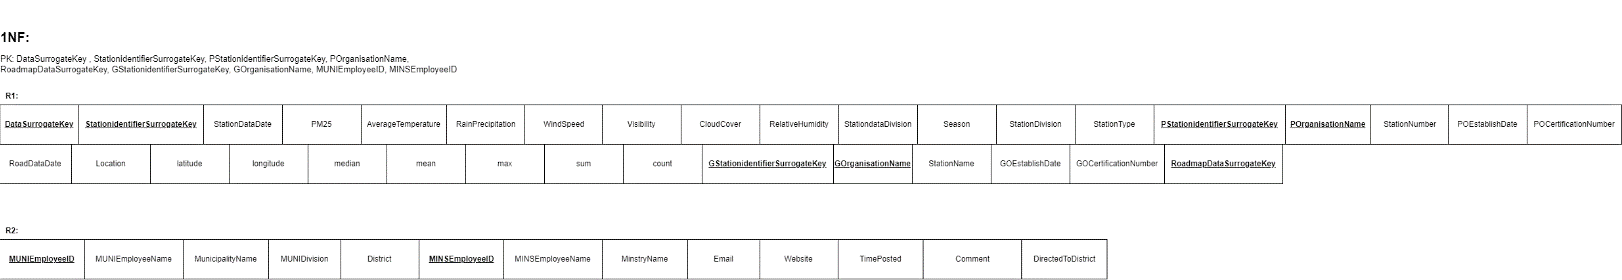 1NF:
PK: DataSurrogateKey , StationidentifierSurrogateKey, PStationidentifierSurrogateKey, POrganisationName,
RoadmapDataSurrogateKey, GStationidentifierSurrogateKey, GOrganisationName, MUNIEmployeeID, MINSEmployeeID
R1:
DataSurrogateKey StationidentifierSurrogateKey StationDataDate PM25 AverageTemperature RainPrecipitation WindSpeed Visibility CloudCover RelativeHumidity StationdataDivision Season StationDivision StationType PStationidentifierSurrogateKey POrganisationName StationNumber POEstablishDate POCertificationNumber
RoadDataDate Location latitude longitude median mean max sum count GStationidentifierSurrogateKey GOrganisationName StationName GOEstablishDate GOCertificationNumber RoadmapDataSurrogateKey
R2:
MUNIEmployeeID MUNIEmployeeName MunicipalityName MUNIDivision District MINSEmployeeID MINSEmployeeName MinstryName Email Website TimePosted Comment DirectedToDistrict